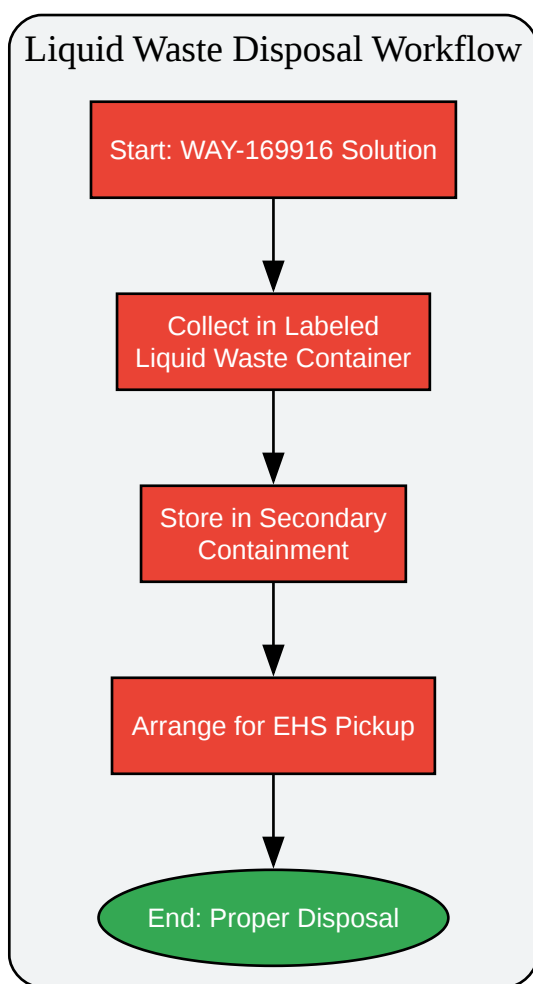 Liquid Waste Disposal Workflow
Start: WAY-169916 Solution
Collect in Labeled
Liquid Waste Container
Store in Secondary
Containment
Arrange for EHS Pickup
End: Proper Disposal